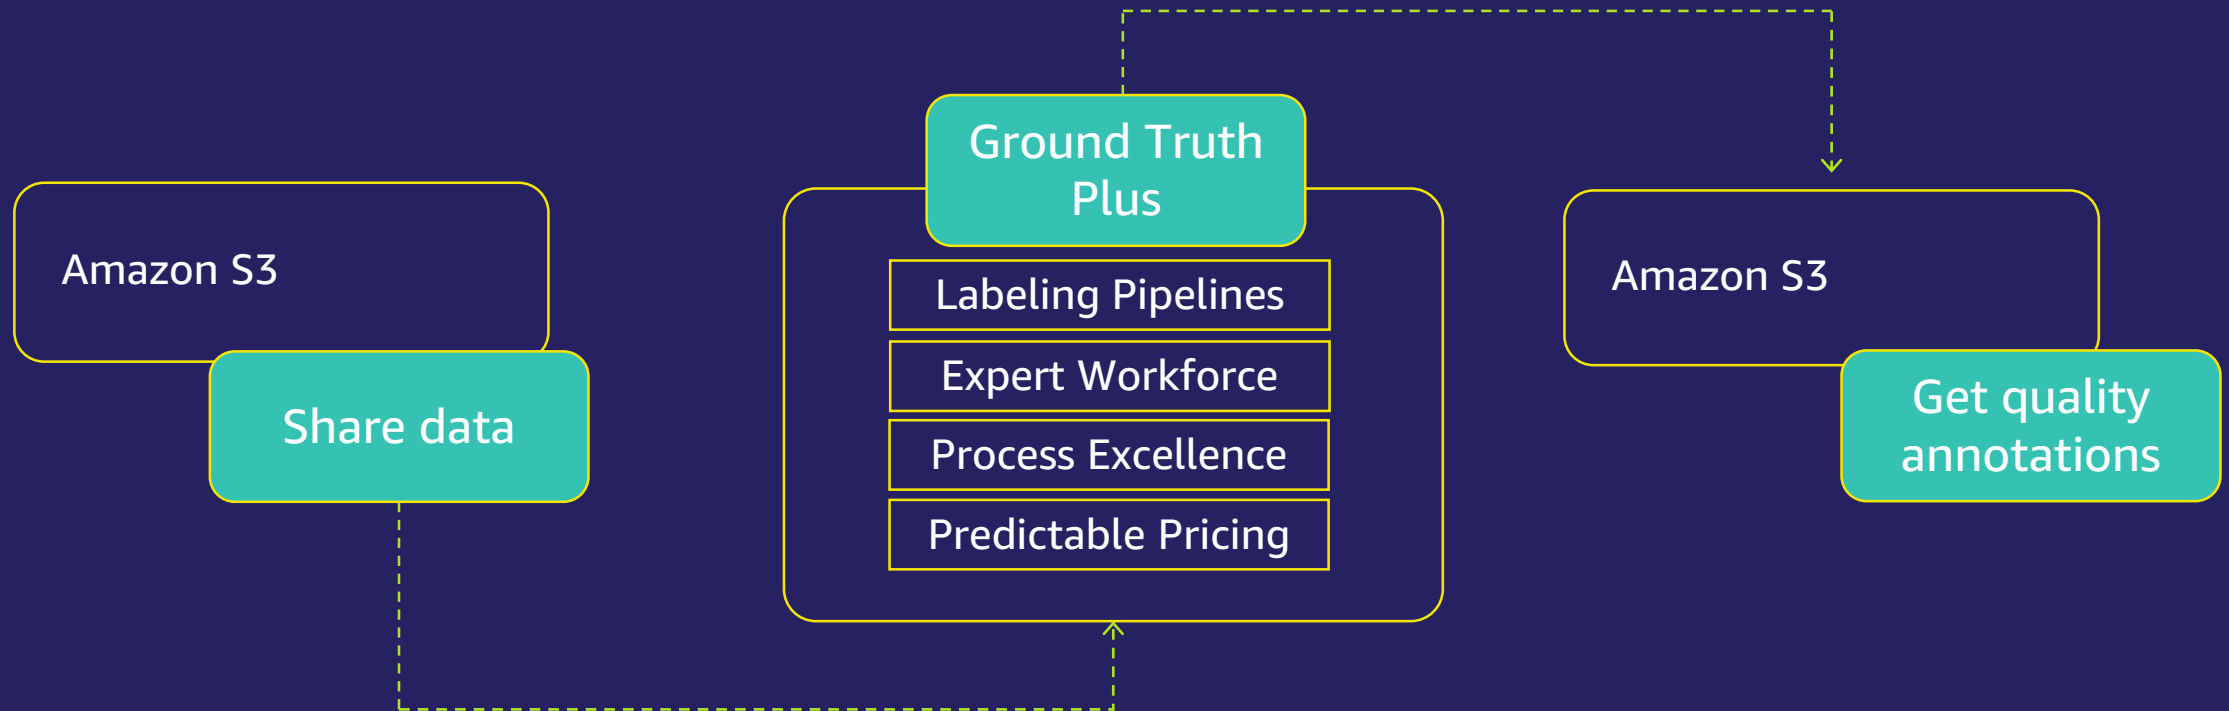 Amazon S3
Share data
Ground Truth
Plus
Labeling Pipelines
Expert Workforce
Process Excellence
Predictable Pricing
Amazon S3
Get quality
annotations